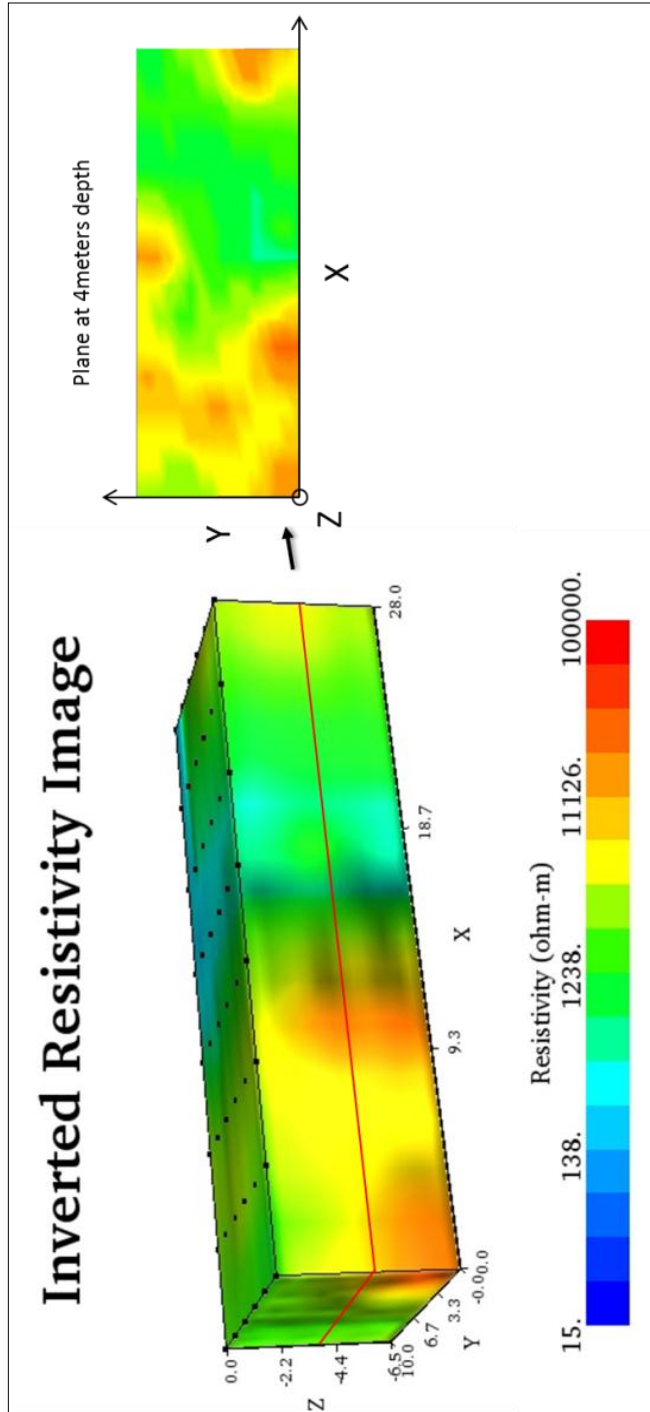 Inverted Resistivity Image
Plane at 4meters depth
Y
Z
X
0.0
-2.2
-4.4
-6.5
Z
10.0
6.7
3.3
-0.0
Y
0.0
9.3
18.7
28.0
X
Resistivity (ohm-m)
15. 138. 1238. 11126. 100000.